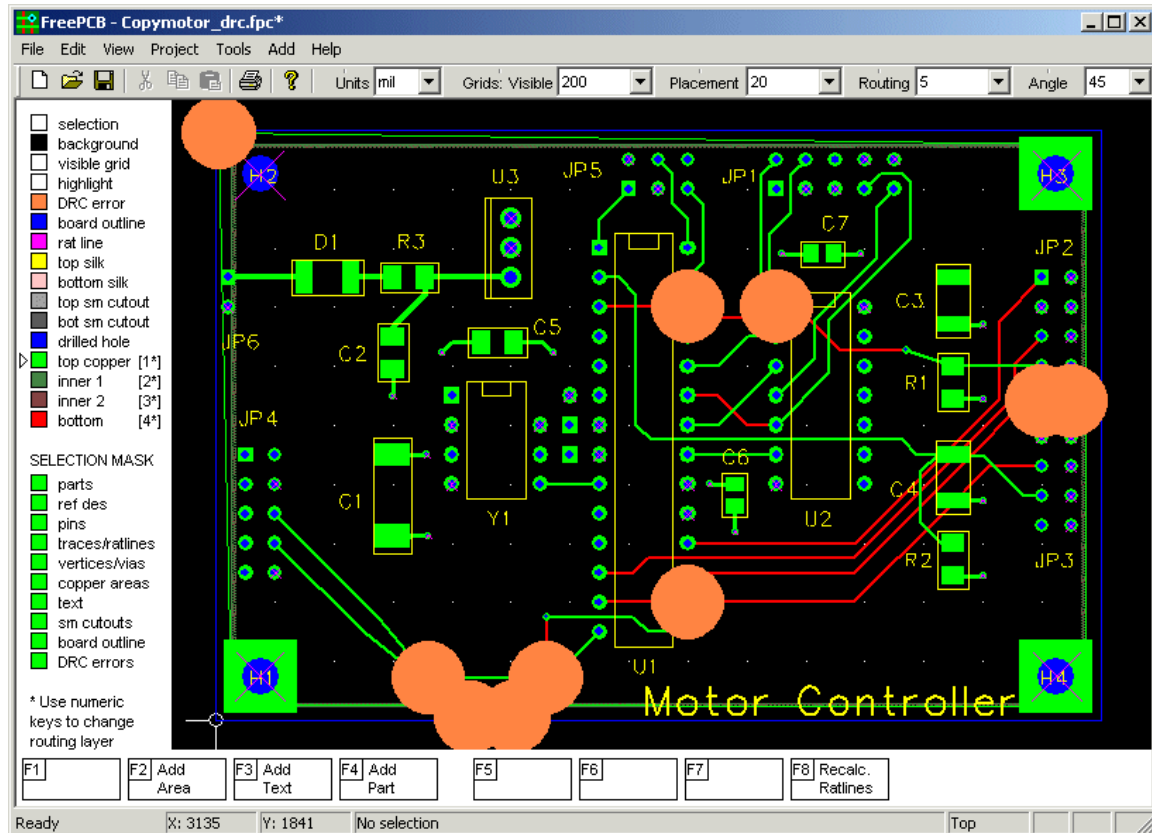 FreePCB - Copymotor_drc.fpc*
File Edit View Project Tools Add Help
Units mil Grids: Visible 200 Placement 20 Routing 5 Angle 45
selection
background
visible grid
highlight
DRC error
board outline
rat line
top silk
bottom silk
top sm cutout
bot sm cutout
drilled hole
top copper [1*]
inner 1 [2*]
inner 2 [3*]
bottom [4*]
SELECTION MASK
parts
ref des
pins
traces/ratlines
vertices/vias
copper areas
text
sm cutouts
board outline
DRC errors
* Use numeric
keys to change
routing layer
H2
U3
JP5
JP1
H3
D1
R3
C7
JP2
C3
JP6
C2
C5
R1
JP4
C1
Y1
C6
U2
C4
R2
JP3
H1
U1
H4
Motor Controller
F1
F2 Add Area
F3 Add Text
F4 Add Part
F5
F6
F7
F8 Recalc. Ratlines
Ready X: 3135 Y: 1841 No selection Top